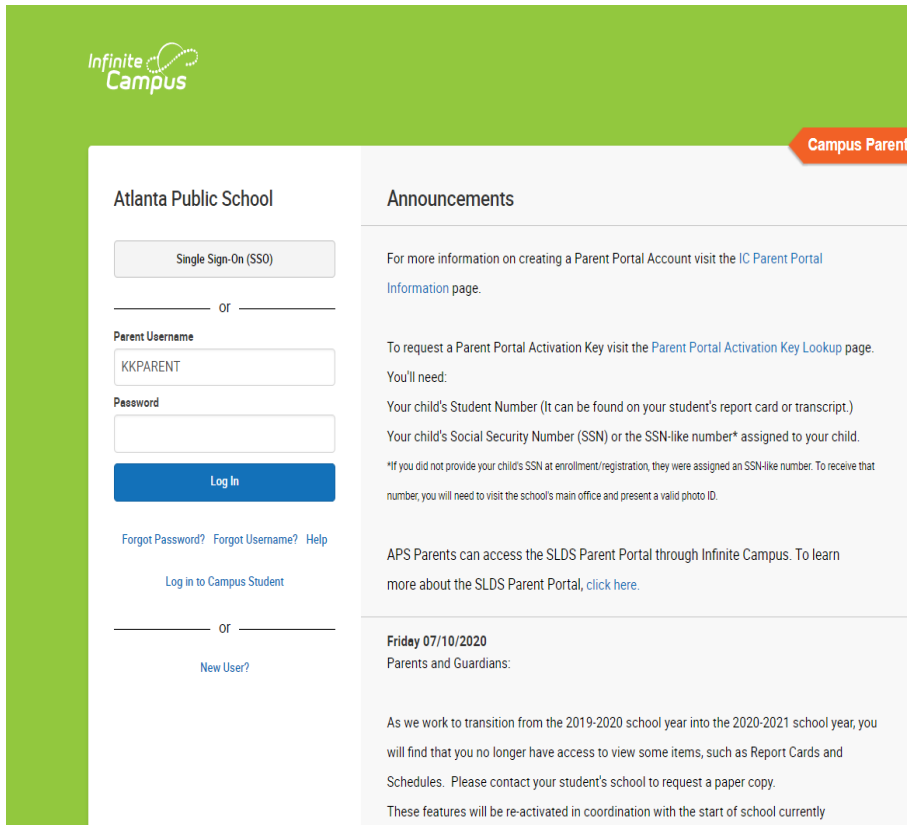 Infinite
Campus
Campus Parent
Atlanta Public School
Single Sign-On (SSO)
or
Parent Username
KKPARENT
Password
Log In
Forgot Password? Forgot Username? Help
Log in to Campus Student
or
New User?
Announcements
For more information on creating a Parent Portal Account visit the IC Parent Portal
Information page.
To request a Parent Portal Activation Key visit the Parent Portal Activation Key Lookup page.
You'll need:
Your child's Student Number (It can be found on your student's report card or transcript.)
Your child's Social Security Number (SSN) or the SSN-like number* assigned to your child.
*If you did not provide your child's SSN at enrollment/registration, they were assigned an SSN-like number. To receive that
number, you will need to visit the school's main office and present a valid photo ID.
APS Parents can access the SLDS Parent Portal through Infinite Campus. To learn
more about the SLDS Parent Portal, click here.
Friday 07/10/2020
Parents and Guardians:
As we work to transition from the 2019-2020 school year into the 2020-2021 school year, you
will find that you no longer have access to view some items, such as Report Cards and
Schedules. Please contact your student's school to request a paper copy.
These features will be re-activated in coordination with the start of school currently